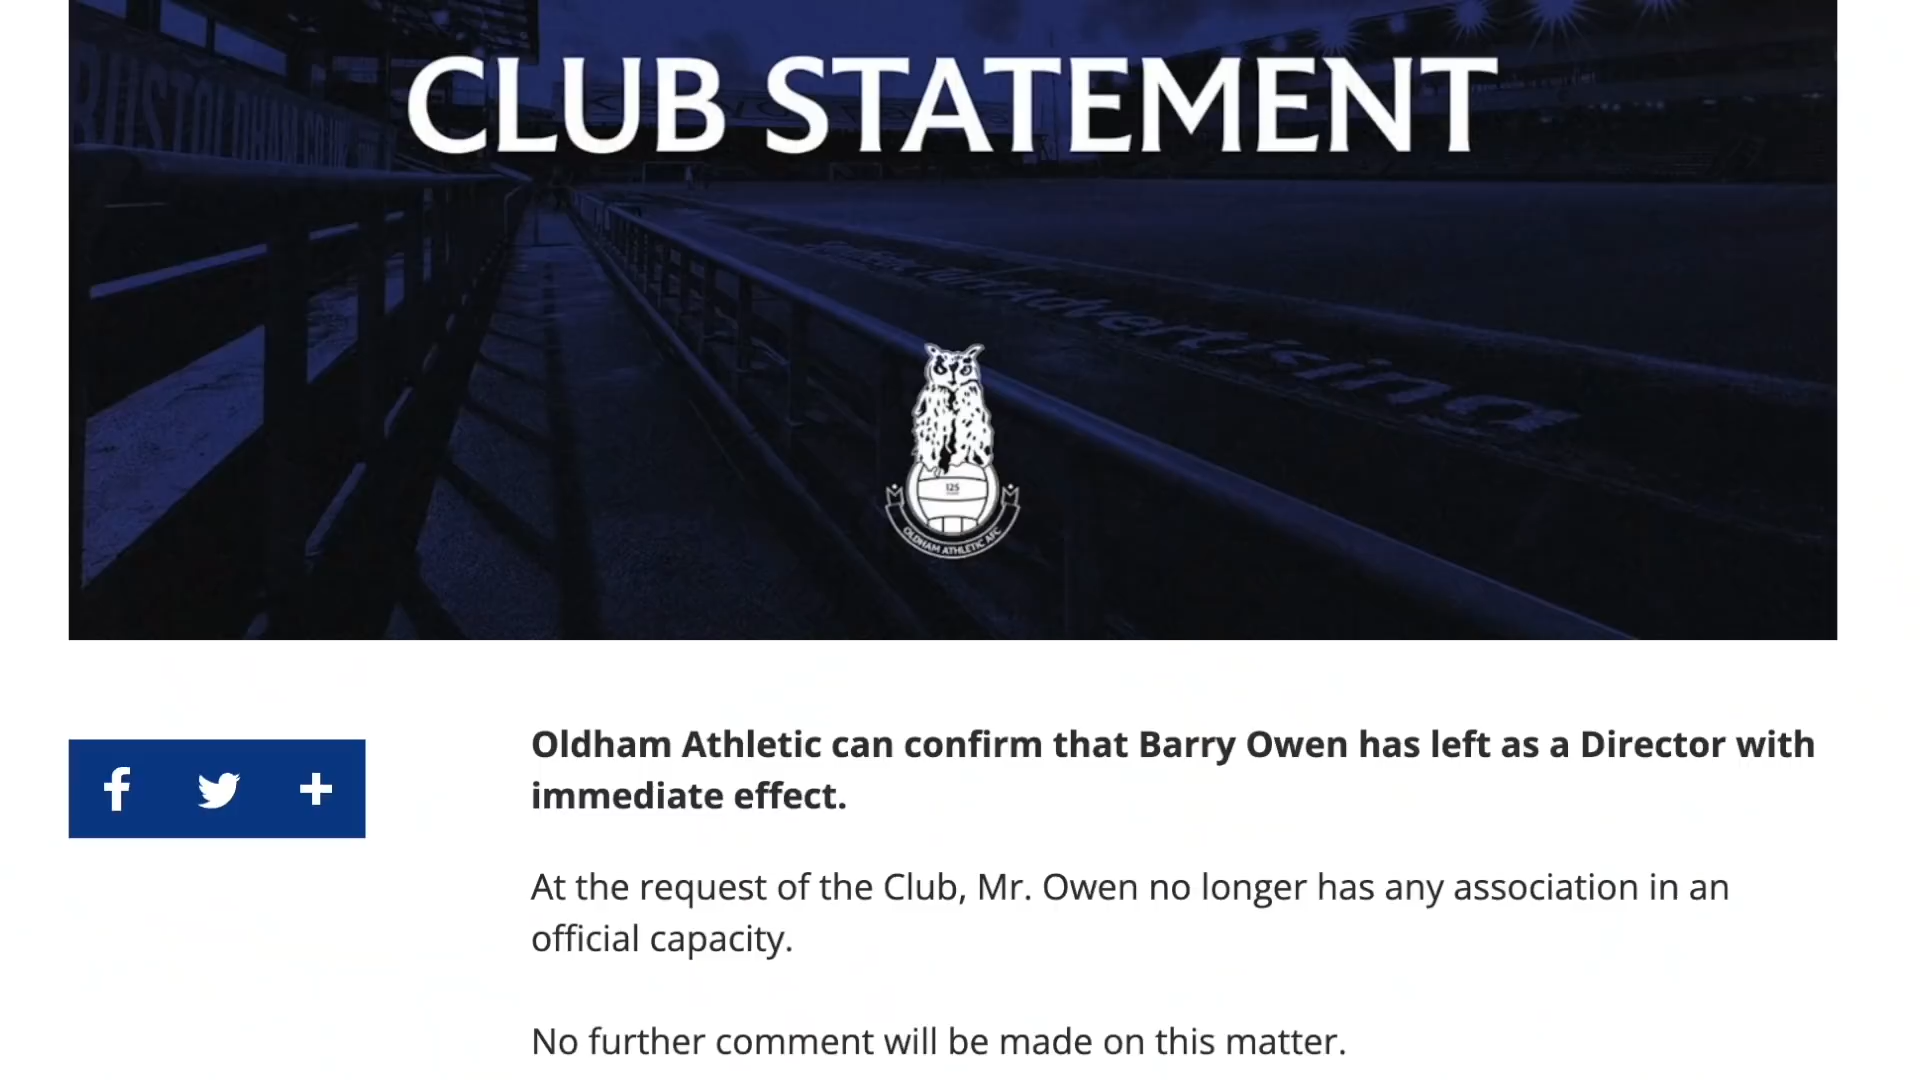 CLUB STATEMENT
Advertising
125
OLDHAM ATHLETIC AFC
Oldham Athletic can confirm that Barry Owen has left as a Director with
immediate effect.
At the request of the Club, Mr. Owen no longer has any association in an
official capacity.
No further comment will be made on this matter.